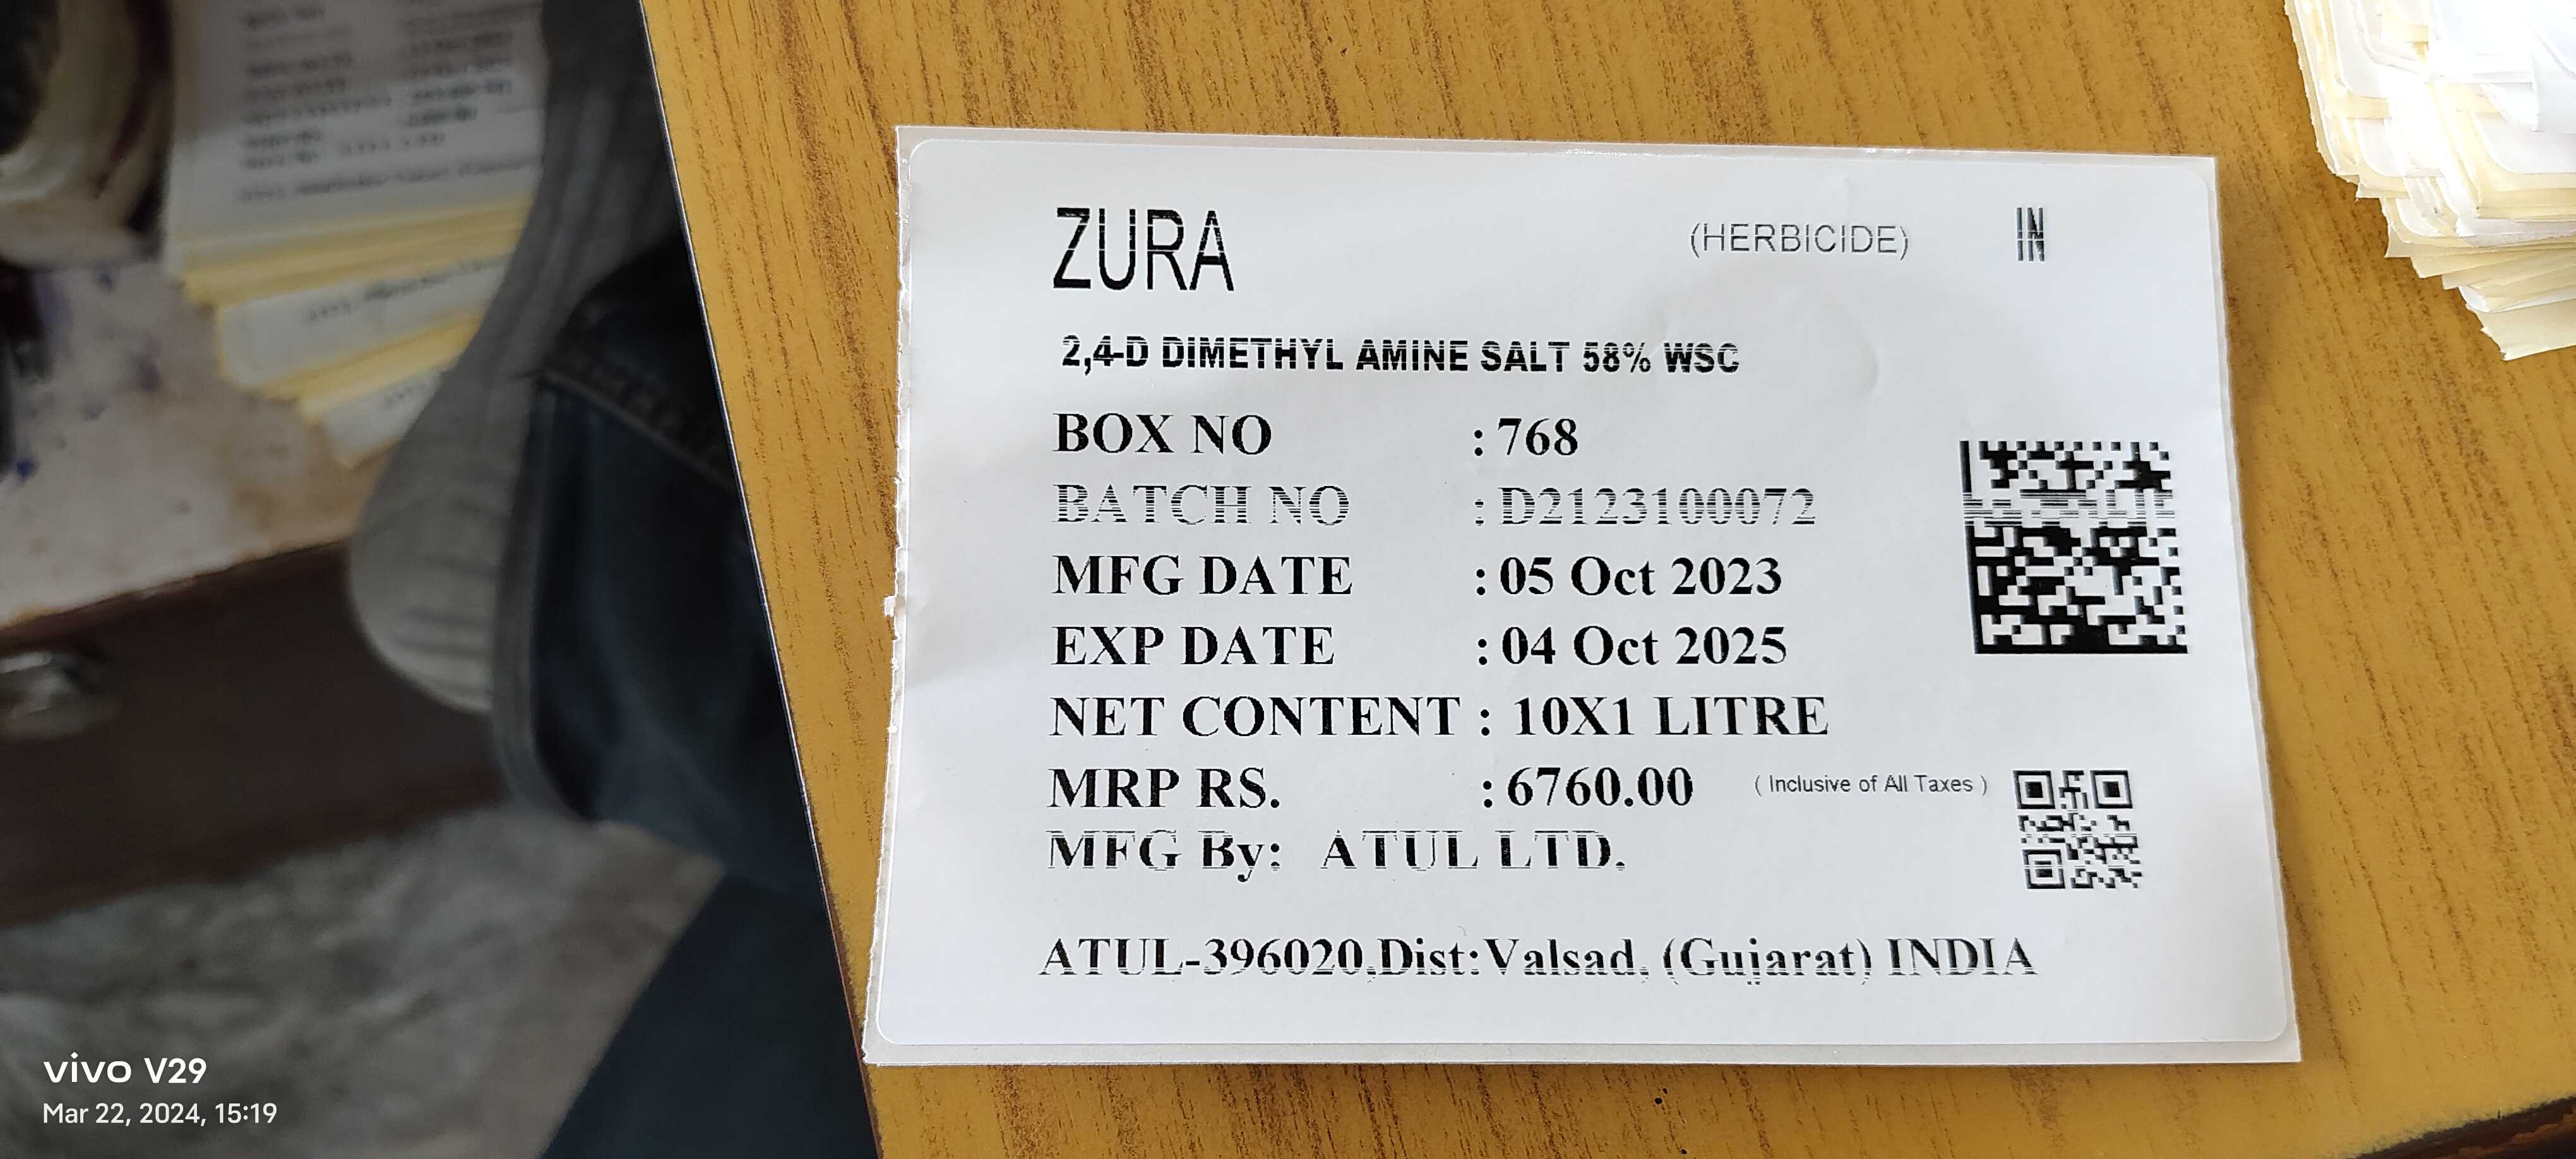 ZURA (HERBICIDE) IN
2,4-D DIMETHYL AMINE SALT 58% WSC
BOX NO : 768
BATCH NO : D2123100072
MFG DATE : 05 Oct 2023
EXP DATE : 04 Oct 2025
NET CONTENT : 10X1 LITRE
MRP RS. : 6760.00 ( Inclusive of All Taxes )
MFG By: ATUL LTD.
ATUL-396020,Dist:Valsad, (Gujarat) INDIA
vivo V29
Mar 22, 2024, 15:19